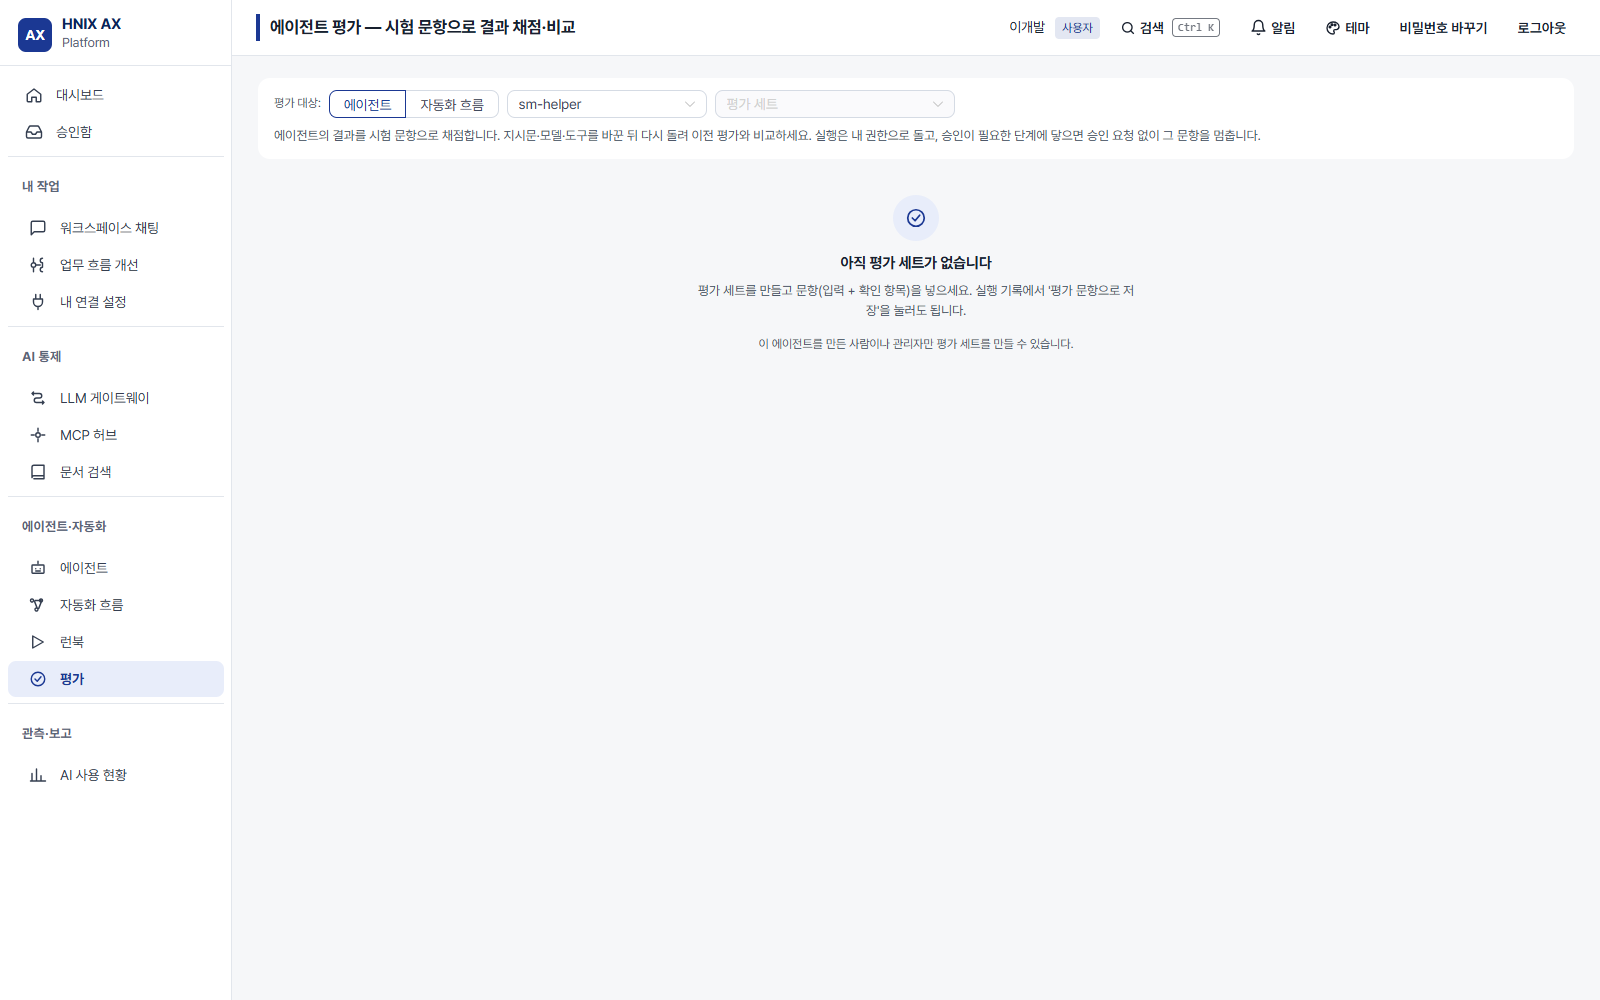 AX
HNIX AX
Platform
대시보드
승인함
내 작업
워크스페이스 채팅
업무 흐름 개선
내 연결 설정
AI 통제
LLM 게이트웨이
MCP 허브
문서 검색
에이전트·자동화
에이전트
자동화 흐름
런북
평가
관측·보고
AI 사용 현황
에이전트 평가 — 시험 문항으로 결과 채점·비교
이개발 사용자 검색 Ctrl K 알림 테마 비밀번호 바꾸기 로그아웃
평가 대상: 에이전트 자동화 흐름 sm-helper 평가 세트
에이전트의 결과를 시험 문항으로 채점합니다. 지시문·모델·도구를 바꾼 뒤 다시 돌려 이전 평가와 비교하세요. 실행은 내 권한으로 돌고, 승인이 필요한 단계에 닿으면 승인 요청 없이 그 문항을 멈춥니다.
아직 평가 세트가 없습니다
평가 세트를 만들고 문항(입력 + 확인 항목)을 넣으세요. 실행 기록에서 '평가 문항으로 저
장'을 눌러도 됩니다.
이 에이전트를 만든 사람이나 관리자만 평가 세트를 만들 수 있습니다.